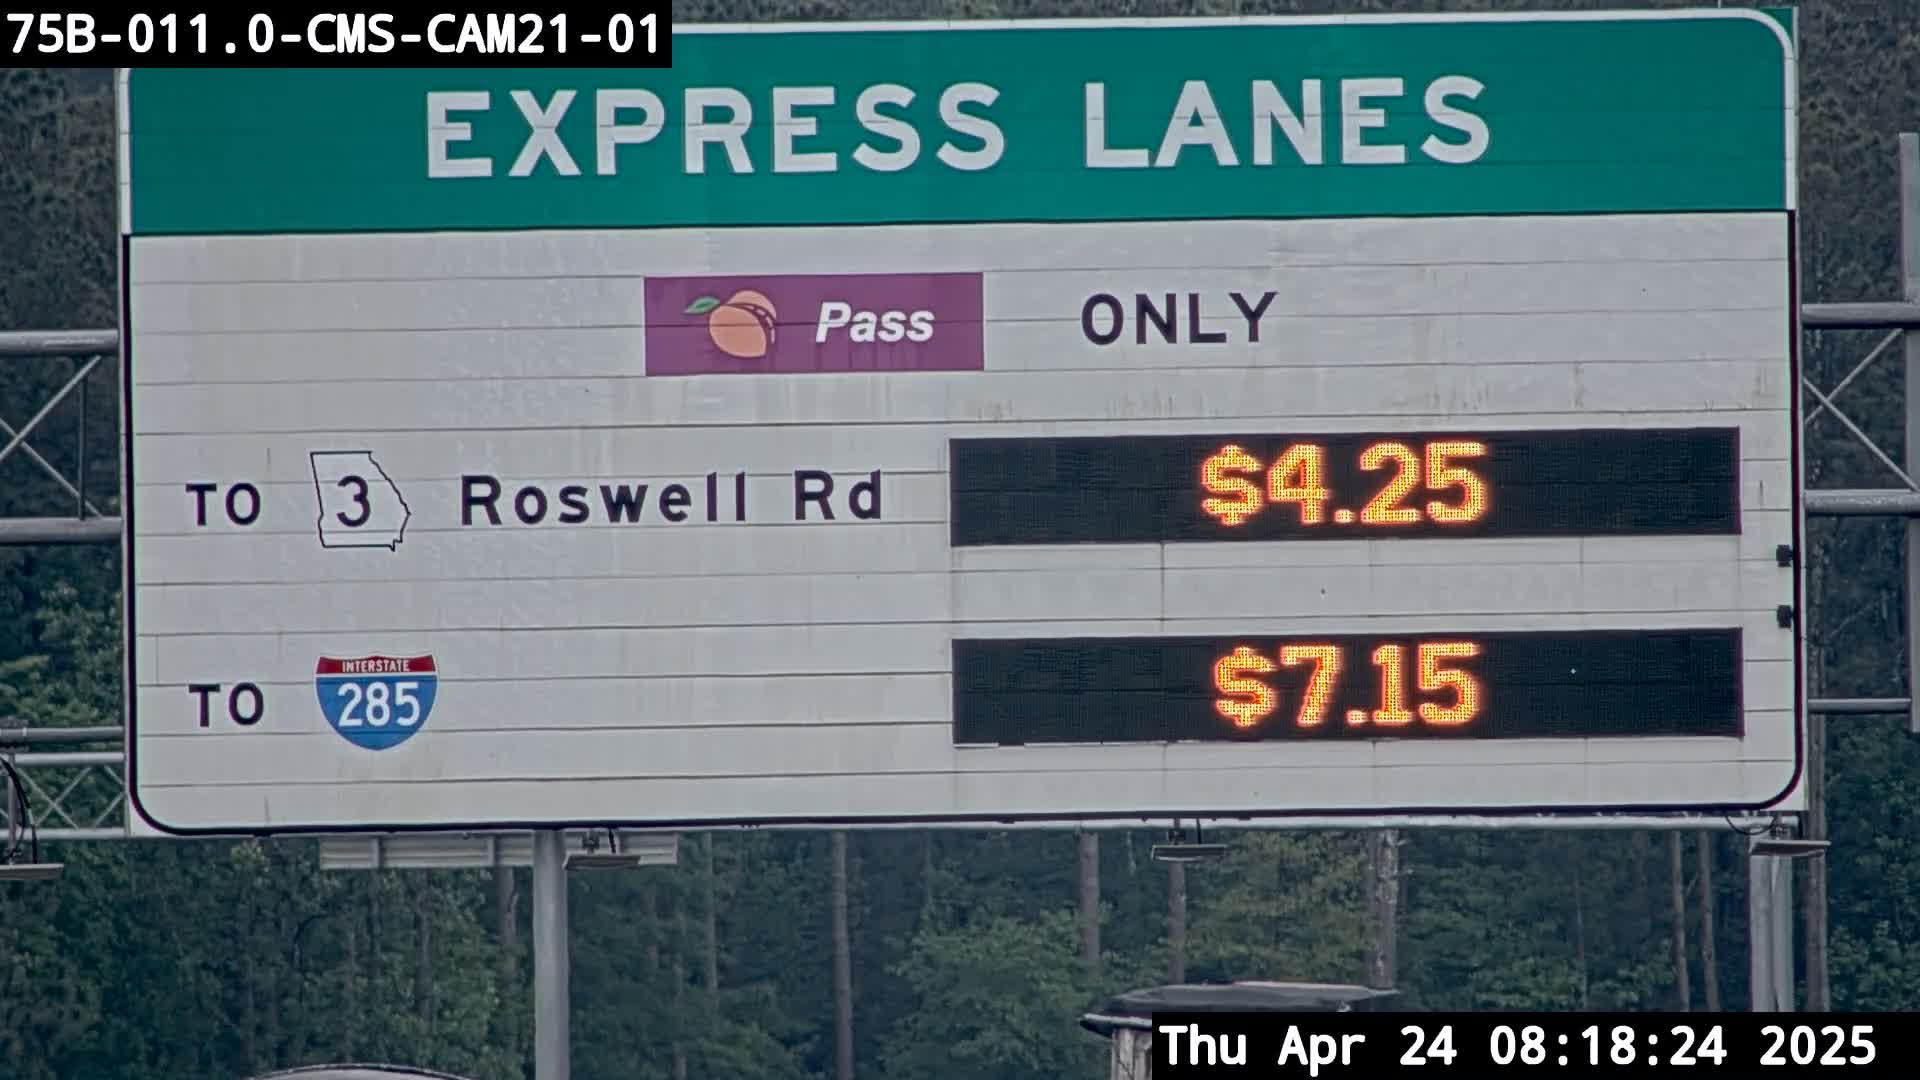 75B-011.0-CMS-CAM21-01
EXPRESS LANES
Pass ONLY
TO 3 Roswell Rd $4.25
INTERSTATE
TO 285 $7.15
Thu Apr 24 08:18:24 2025